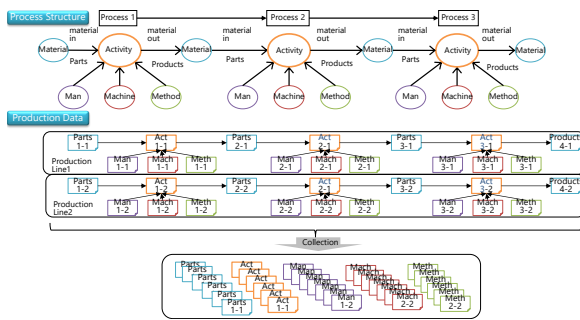 Process Structure
Process 1
Process 2
Process 3
material in
material out
material in
material out
material in
material out
Material
Activity
Material
Activity
Material
Activity
Material
Parts
Products
Parts
Products
Parts
Products
Man
Machine
Method
Man
Machine
Method
Man
Machine
Method
Production Data
Parts 1-1
Act 1-1
Parts 2-1
Act 2-1
Parts 3-1
Act 3-1
Product 4-1
Production Line1
Man 1-1
Mach 1-1
Meth 1-1
Man 2-1
Mach 2-1
Meth 2-1
Man 3-1
Mach 3-1
Meth 3-1
Parts 1-2
Act 1-2
Parts 2-2
Act 2-1
Parts 3-2
Act 3-2
Product 4-2
Production Line2
Man 1-2
Mach 1-2
Meth 1-2
Man 2-2
Mach 2-2
Meth 2-2
Man 3-2
Mach 3-2
Meth 3-2
Collection
Parts
Parts
Parts
Parts
Parts
Parts 1-1
Act
Act
Act
Act
Act 1-1
Man
Man
Man
Man
Man
Man 1-2
Mach
Mach
Mach
Mach
Mach
Mach 2-2
Meth
Meth
Meth
Meth
Meth
Meth 2-2